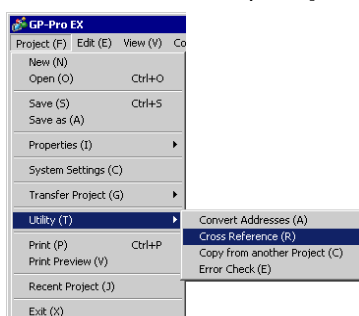 GP-Pro EX
Project (F) Edit (E) View (V) Co
New (N)
Open (O) Ctrl+O
Save (S) Ctrl+S
Save as (A)
Properties (I)
System Settings (C)
Transfer Project (G)
Utility (T)
Convert Addresses (A)
Cross Reference (R)
Copy from another Project (C)
Error Check (E)
Print (P) Ctrl+P
Print Preview (V)
Recent Project (J)
Exit (X)